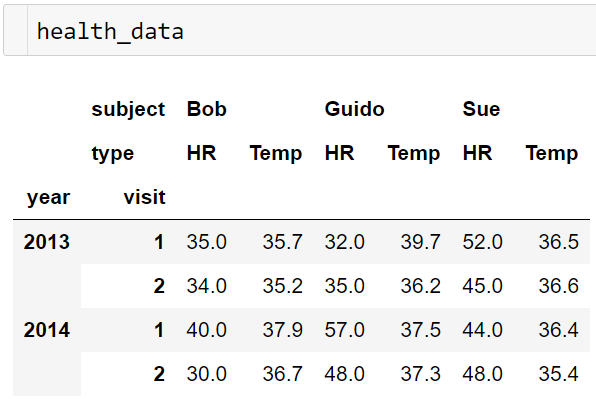 health_data
subject Bob Guido Sue
type HR Temp HR Temp HR Temp
year visit
2013 1 35.0 35.7 32.0 39.7 52.0 36.5
2 34.0 35.2 35.0 36.2 45.0 36.6
2014 1 40.0 37.9 57.0 37.5 44.0 36.4
2 30.0 36.7 48.0 37.3 48.0 35.4